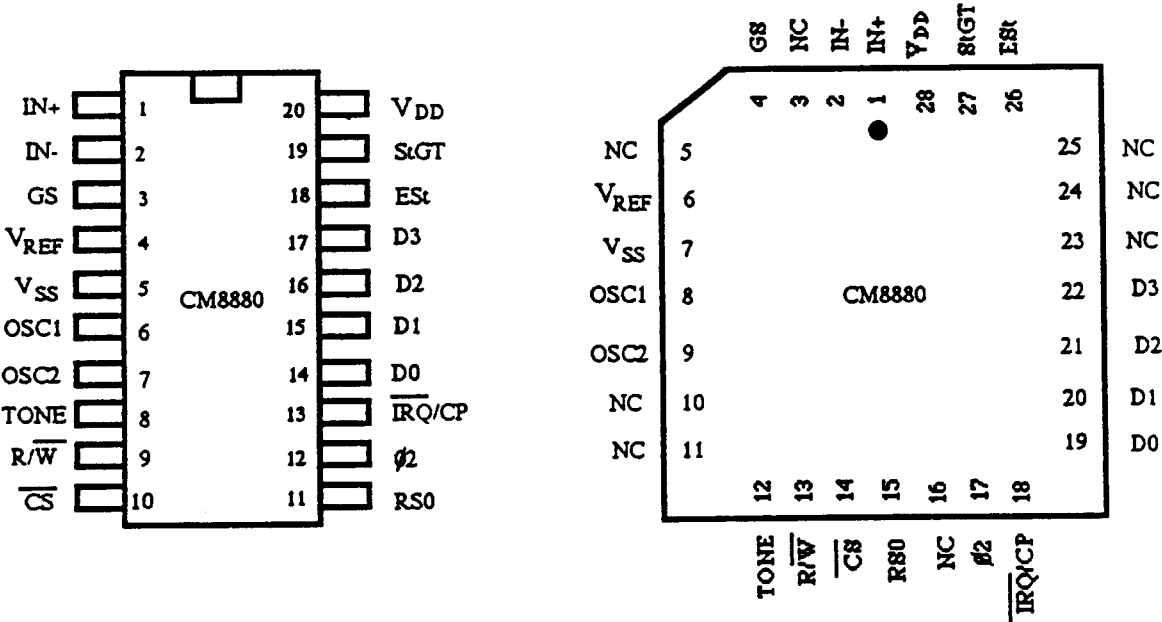 IN+ 1 20 VDD
IN- 2 19 StGT
GS 3 18 ESt
VREF 4 17 D3
VSS 5 16 D2
CM8880
OSC1 6 15 D1
OSC2 7 14 D0
TONE 8 13 IRQ/CP
R/W 9 12 ø2
CS 10 11 RS0
GS NC IN- IN+ VDD StGT ESt
4 3 2 1 28 27 26
NC 5 25 NC
VREF 6 24 NC
VSS 7 23 NC
OSC1 8 CM8880 22 D3
OSC2 9 21 D2
NC 10 20 D1
NC 11 19 D0
12 13 14 15 16 17 18
TONE R/W CS RS0 NC ø2 IRQ/CP